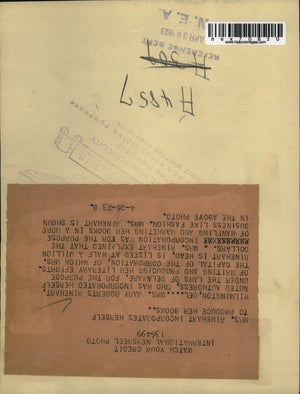 N. E. A.
APR 30 1923
REFERENCE DEPT
nex70830
www.historicimages.com
A 4857
WATCH YOUR CREDIT
INTERNATIONAL NEWSREEL PHOTO
136499
MRS. RINEHART INCORPORATES HERSELF
TO PRODUCE HER BOOKS..
WILMINGTON, DEL... MRS. MARY ROBERTS RINEHART
NOTED AUTHORESS, WHO HAS INCORPORATED HERSELF
UNDER THE LAWS OF DELAWARE, FOR THE PURPOSE
OF WRITING AND PRODUCING HER LITERARY EFFORTS.
THE CAPITAL OF THE CORPORATION, OF WHICH MRS.
RINEHART IS HEAD, IS LISTED AT HALF A MILLION
DOLLARS. MRS. RINEHART EXPLAINED THAT THE
INCORPORATION WAS FOR THE PURPOSE
OF HANDLING AND MARKETING HER BOOKS IN A MORE
BUSINESS LIKE FASHION. MRS. RINEHART IS SHOWN
IN THE ABOVE PHOTO.
4-26-23 B.